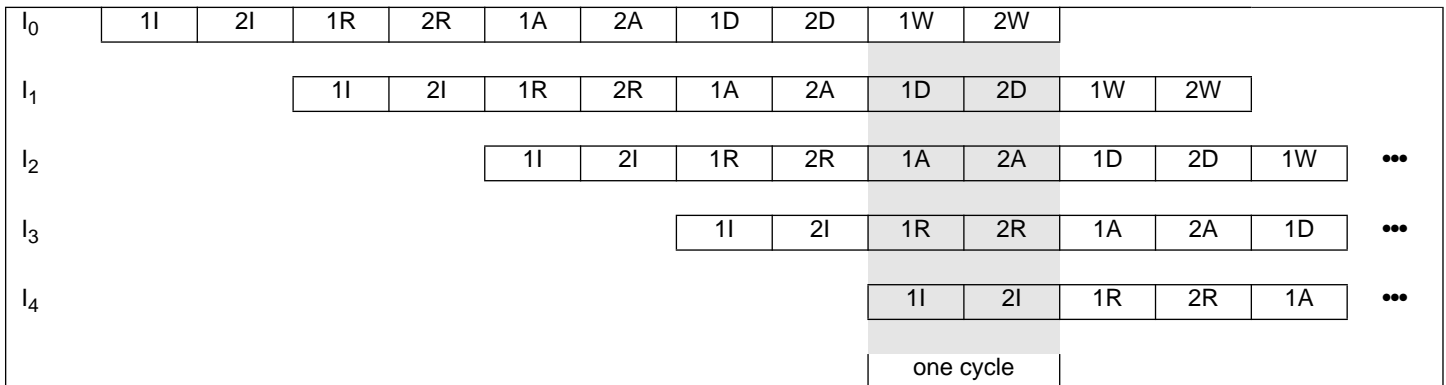 I0 1I 2I 1R 2R 1A 2A 1D 2D 1W 2W
I1 1I 2I 1R 2R 1A 2A 1D 2D 1W 2W
I2 1I 2I 1R 2R 1A 2A 1D 2D 1W •••
I3 1I 2I 1R 2R 1A 2A 1D •••
I4 1I 2I 1R 2R 1A •••
one cycle